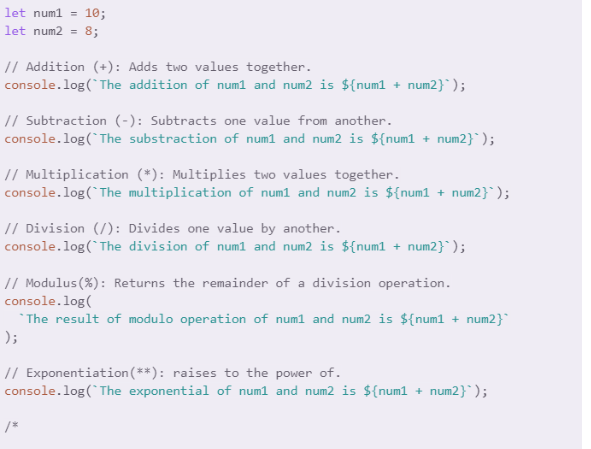 let num1 = 10;
let num2 = 8;
// Addition (+): Adds two values together.
console.log(`The addition of num1 and num2 is ${num1 + num2}`);
// Subtraction (-): Subtracts one value from another.
console.log(`The substraction of num1 and num2 is ${num1 + num2}`);
// Multiplication (*): Multiplies two values together.
console.log(`The multiplication of num1 and num2 is ${num1 + num2}`);
// Division (/): Divides one value by another.
console.log(`The division of num1 and num2 is ${num1 + num2}`);
// Modulus(%): Returns the remainder of a division operation.
console.log(
  `The result of modulo operation of num1 and num2 is ${num1 + num2}`
);
// Exponentiation(**): raises to the power of.
console.log(`The exponential of num1 and num2 is ${num1 + num2}`);
/*